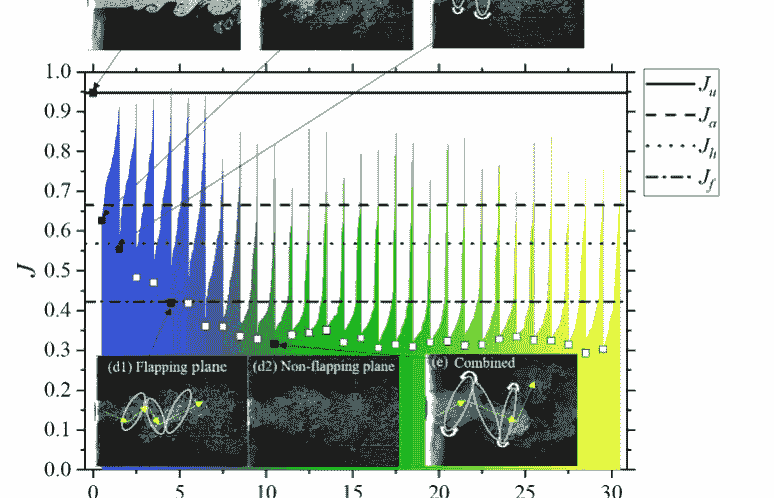 1.0
J_u
0.9
J_a
0.8
J_h
0.7
J_f
0.6
J
0.5
0.4
0.3
(d1) Flapping plane
(d2) Non-flapping plane
(e) Combined
0.2
0.1
0.0
0 5 10 15 20 25 30